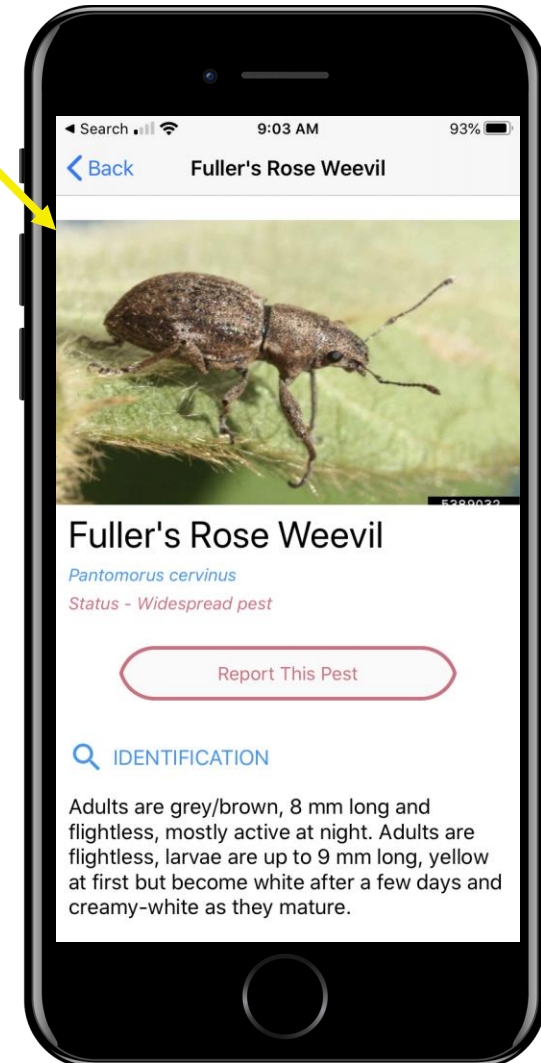 ◄ Search 9:03 AM 93%
Back Fuller's Rose Weevil
5389032
Fuller's Rose Weevil
Pantomorus cervinus
Status - Widespread pest
Report This Pest
IDENTIFICATION
Adults are grey/brown, 8 mm long and
flightless, mostly active at night. Adults are
flightless, larvae are up to 9 mm long, yellow
at first but become white after a few days and
creamy-white as they mature.